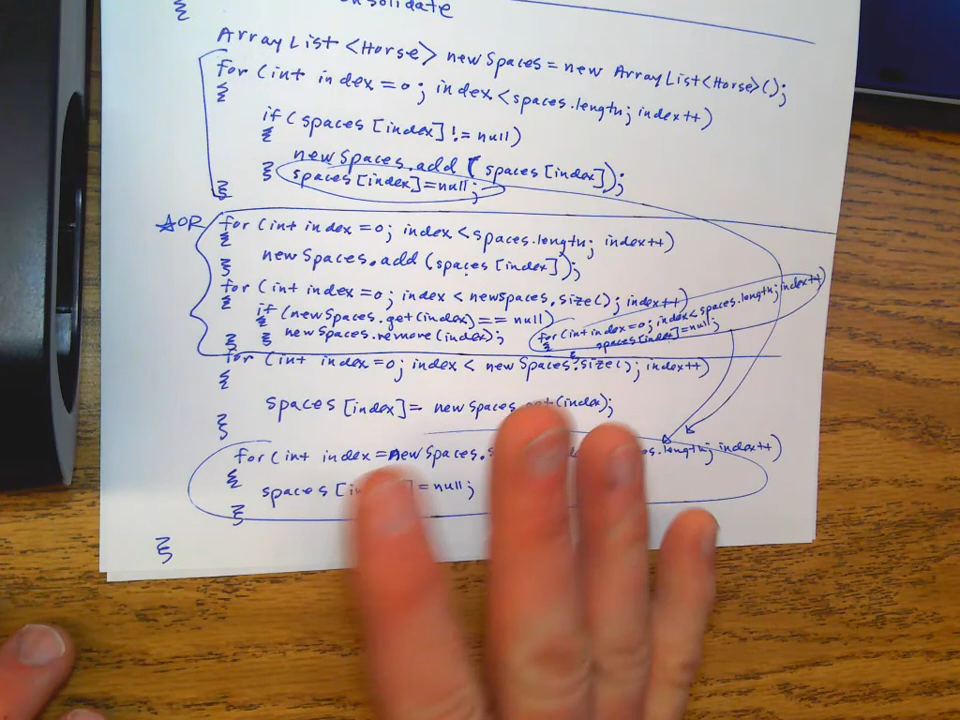 { consolidate
ArrayList <Horse> newSpaces = new ArrayList<Horse>();
for (int index = 0; index < spaces.length; index++)
{
if (spaces [index] != null)
{
newSpaces.add (spaces [index]);
} spaces [index] = null;
}
*OR for (int index = 0; index < spaces.length; index++)
{
newSpaces.add (spaces [index]);
}
for (int index = 0; index < newspaces.size(); index++)
{ if (newSpaces.get(index) == null)
{ newSpaces.remove (index);
} }
for (int index = 0; index < spaces.length; index++)
{ spaces [index] = null;
}
for (int index = 0; index < newSpaces.size(); index++)
{
spaces [index] = newSpaces. (index);
}
for (int index = newSpaces. .length; index++)
{
spaces = null;
}
}